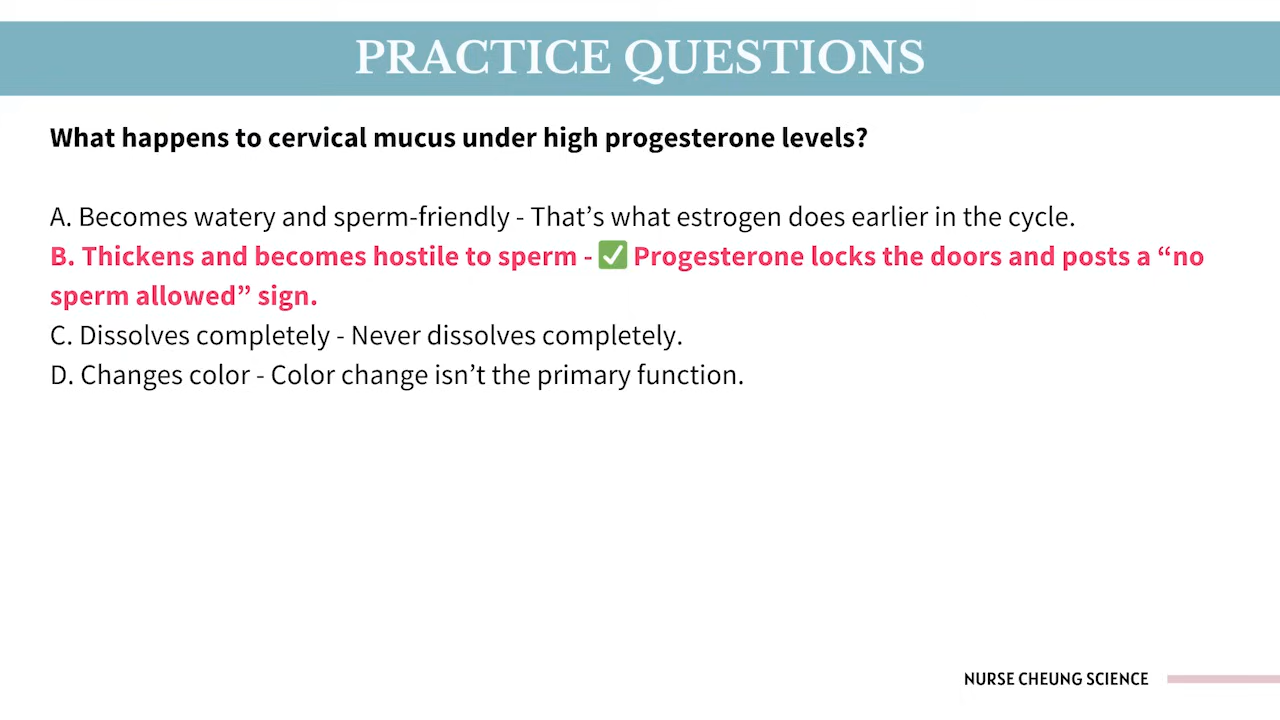 PRACTICE QUESTIONS
What happens to cervical mucus under high progesterone levels?
A. Becomes watery and sperm-friendly - That’s what estrogen does earlier in the cycle.
B. Thickens and becomes hostile to sperm - ✅ Progesterone locks the doors and posts a “no
sperm allowed” sign.
C. Dissolves completely - Never dissolves completely.
D. Changes color - Color change isn’t the primary function.
NURSE CHEUNG SCIENCE